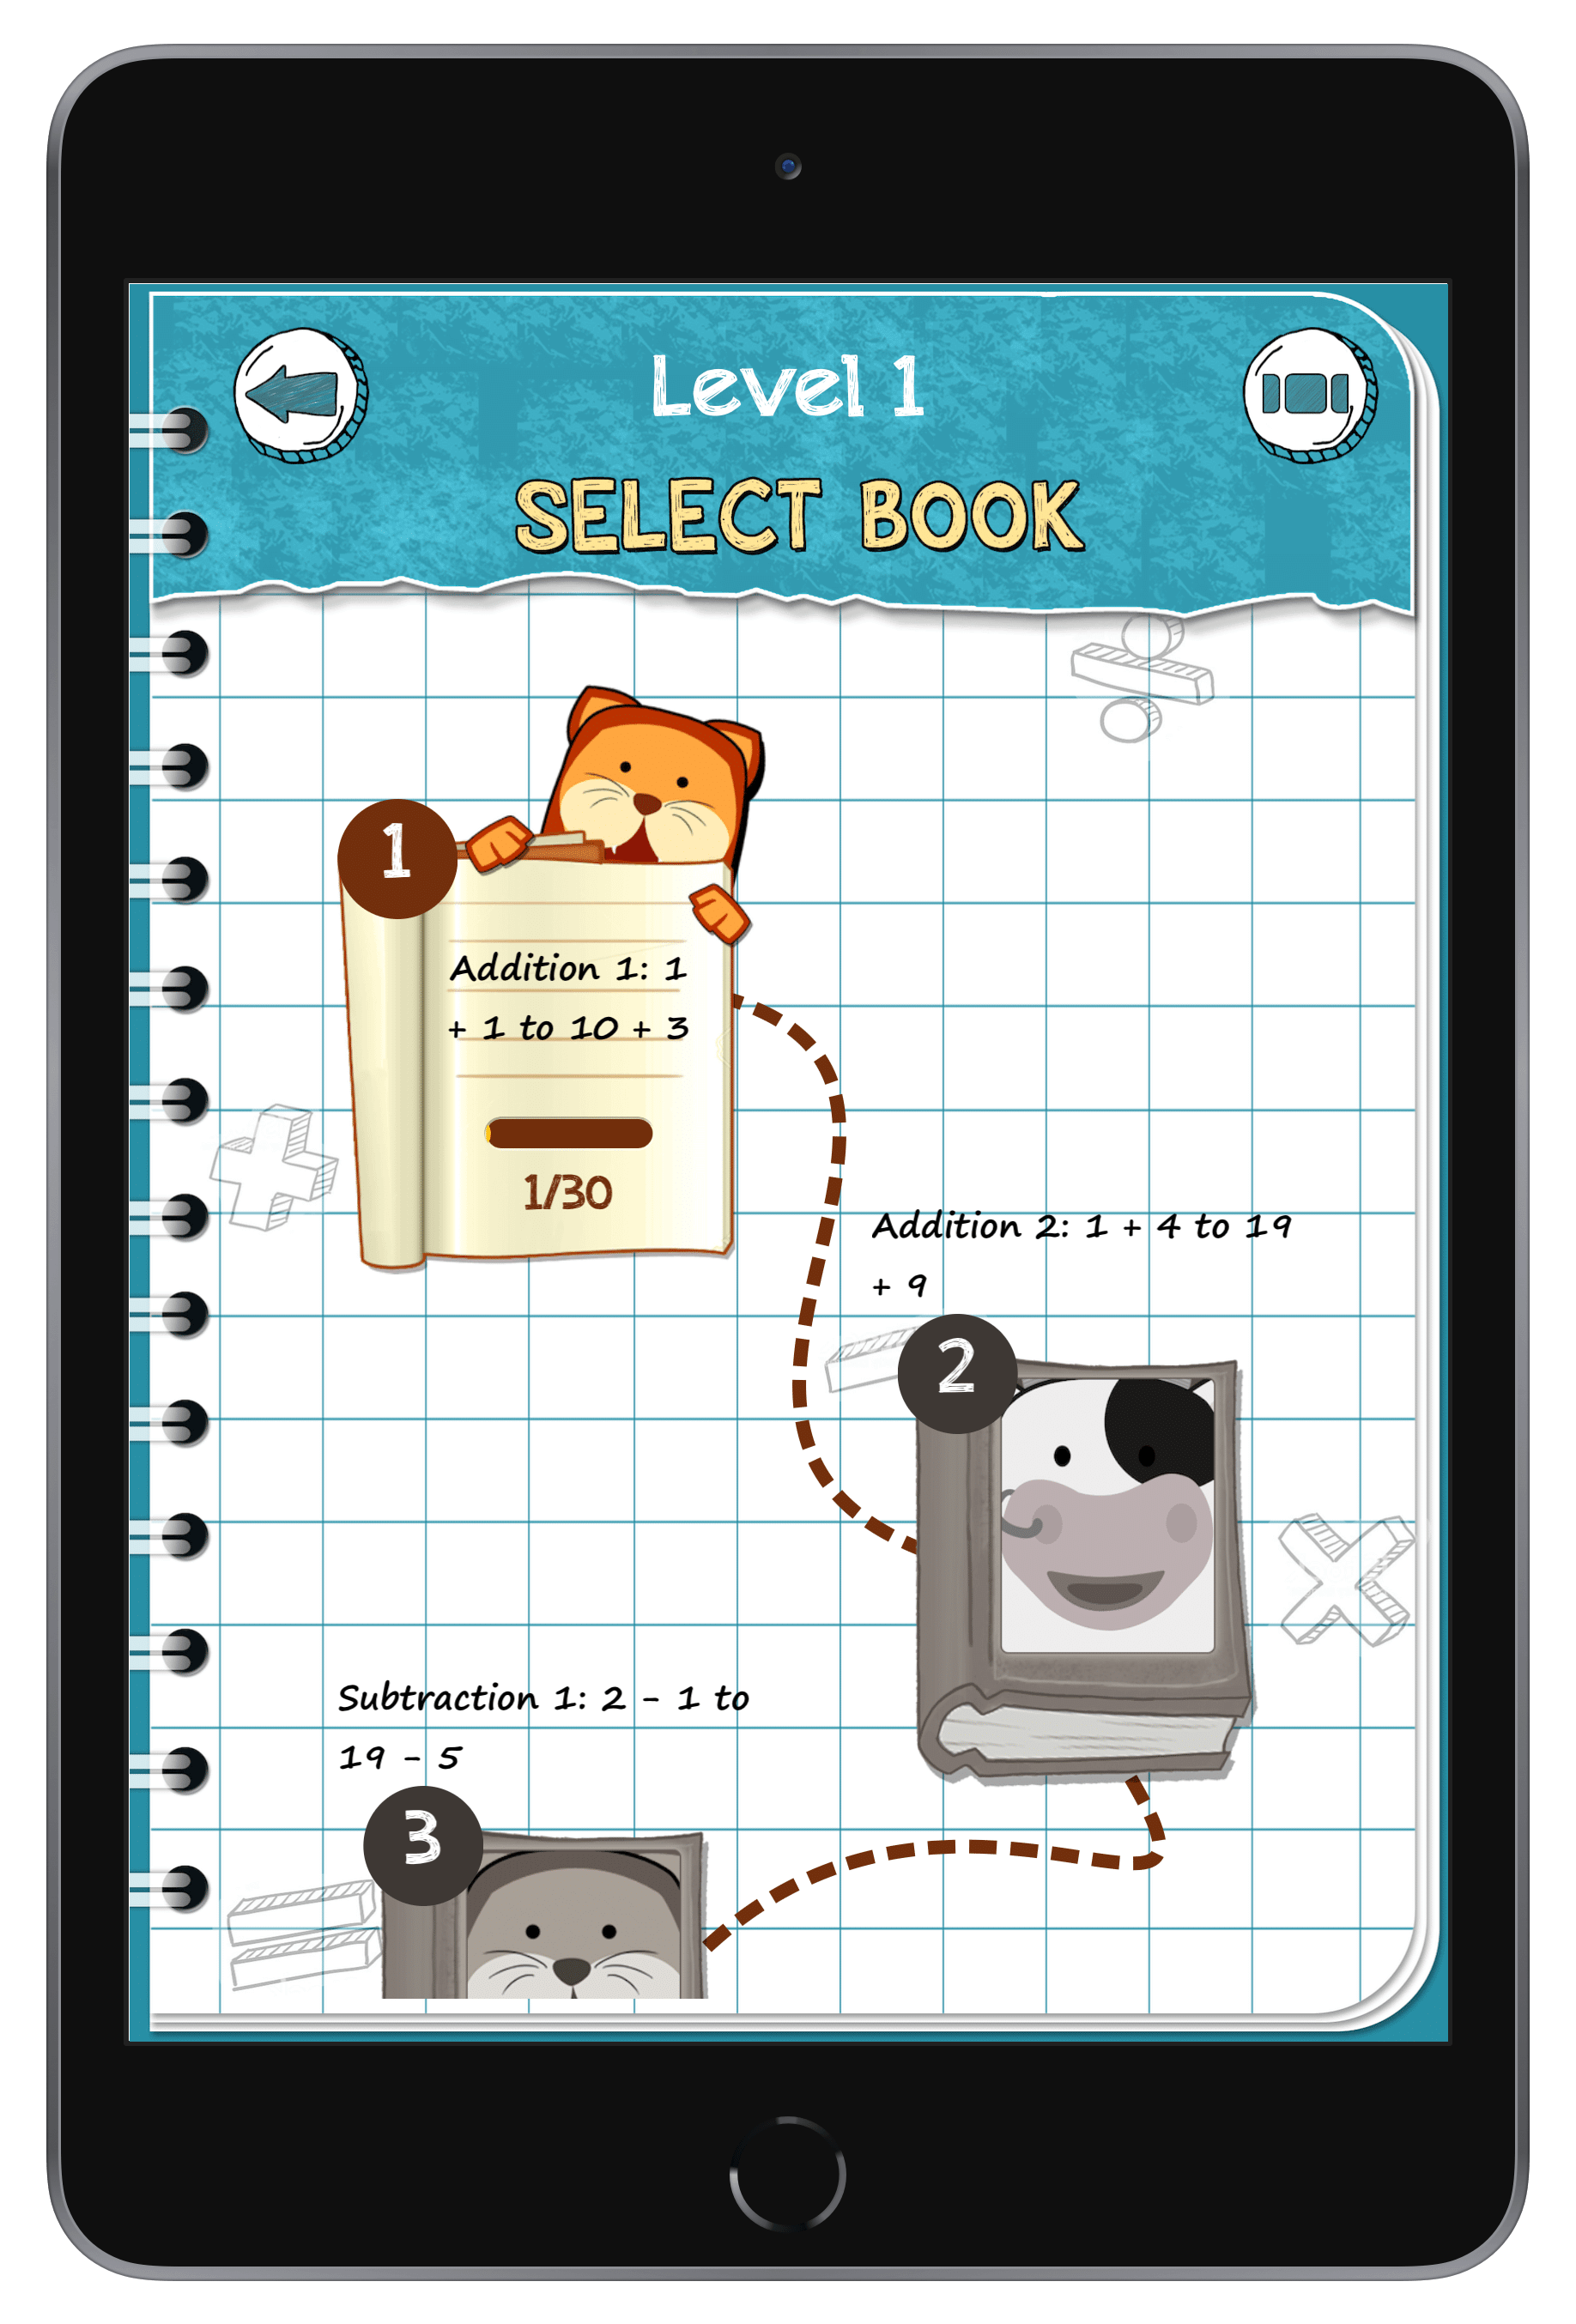 Level 1
SELECT BOOK
1
Addition 1: 1
+ 1 to 10 + 3
1/30
Addition 2: 1 + 4 to 19
+ 9
2
Subtraction 1: 2 - 1 to
19 - 5
3